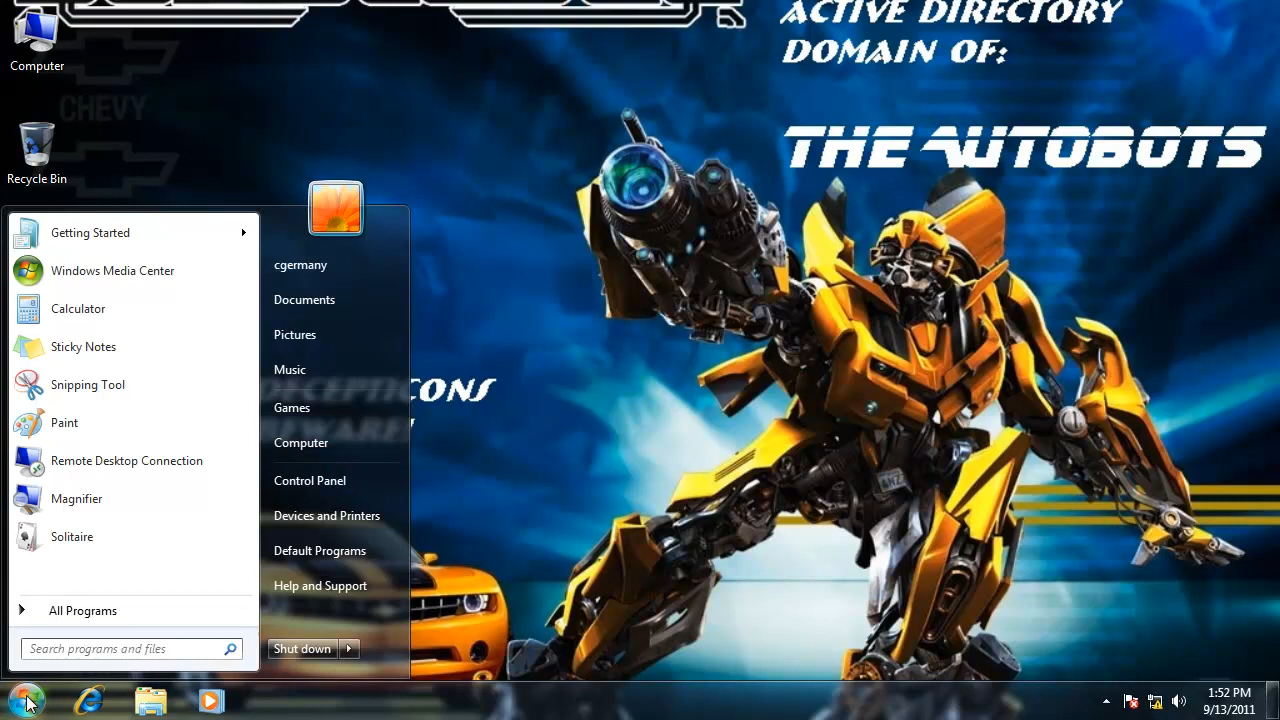 ACTIVE DIRECTORY
DOMAIN OF:
THE AUTOBOTS
Computer
CHEVY
Recycle Bin
Getting Started
Windows Media Center
Calculator
Sticky Notes
Snipping Tool
Paint
Remote Desktop Connection
Magnifier
Solitaire
All Programs
Search programs and files
cgermany
Documents
Pictures
Music
Games
Computer
Control Panel
Devices and Printers
Default Programs
Help and Support
Shut down
DECEPTICONS
1:52 PM
9/13/2011